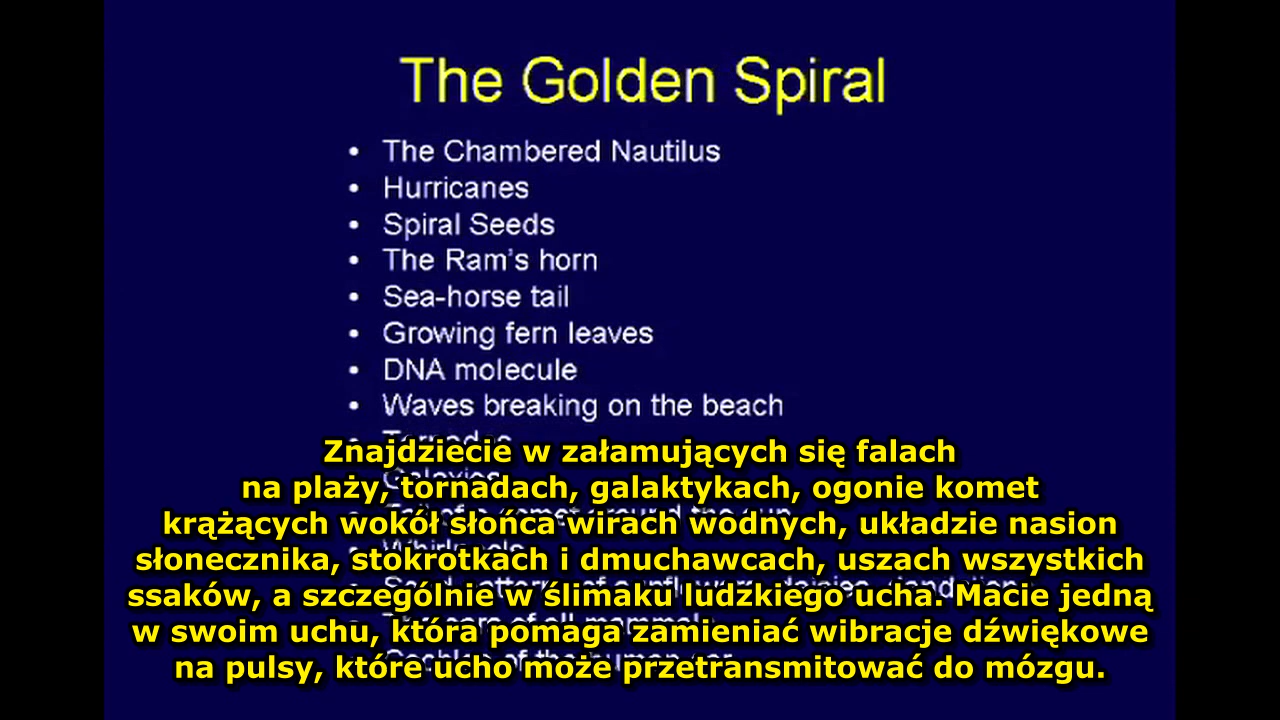 The Golden Spiral
• The Chambered Nautilus
• Hurricanes
• Spiral Seeds
• The Ram's horn
• Sea-horse tail
• Growing fern leaves
• DNA molecule
• Waves breaking on the beach
Znajdziecie w załamujących się falach
na plaży, tornadach, galaktykach, ogonie komet
krążących wokół słońca wirach wodnych, układzie nasion
słonecznika, stokrotkach i dmuchawcach, uszach wszystkich
ssaków, a szczególnie w ślimaku ludzkiego ucha. Macie jedną
w swoim uchu, która pomaga zamieniać wibracje dźwiękowe
na pulsy, które ucho może przetransmitować do mózgu.